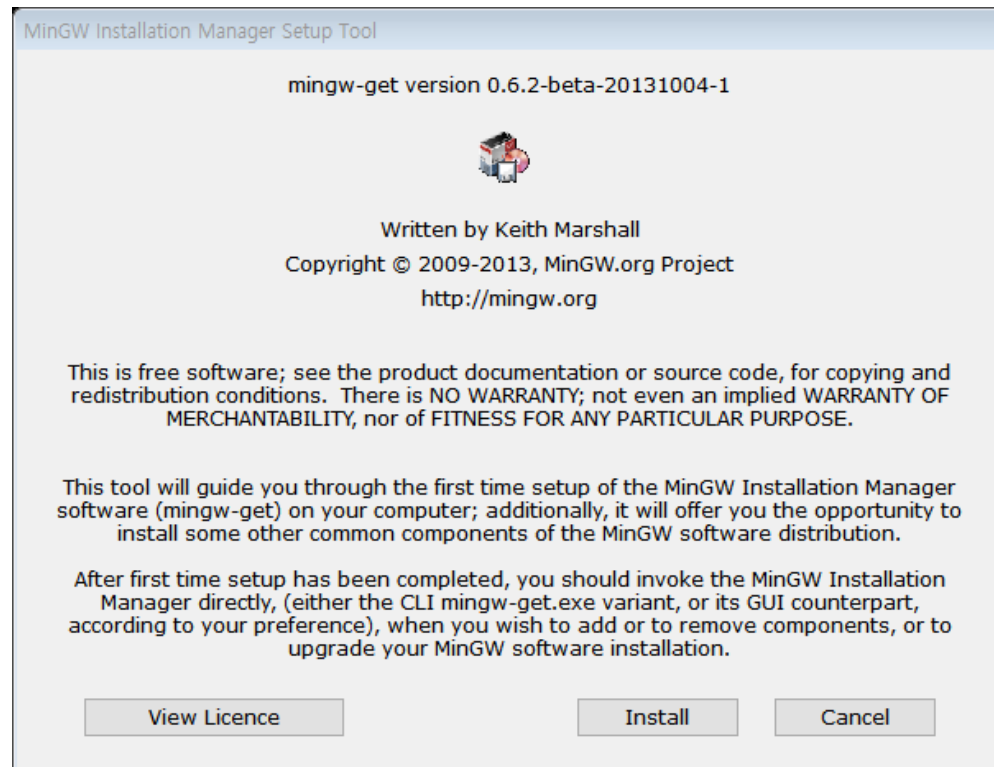 MinGW Installation Manager Setup Tool
mingw-get version 0.6.2-beta-20131004-1
Written by Keith Marshall
Copyright © 2009-2013, MinGW.org Project
http://mingw.org
This is free software; see the product documentation or source code, for copying and
redistribution conditions.  There is NO WARRANTY; not even an implied WARRANTY OF
MERCHANTABILITY, nor of FITNESS FOR ANY PARTICULAR PURPOSE.
This tool will guide you through the first time setup of the MinGW Installation Manager
software (mingw-get) on your computer; additionally, it will offer you the opportunity to
install some other common components of the MinGW software distribution.
After first time setup has been completed, you should invoke the MinGW Installation
Manager directly, (either the CLI mingw-get.exe variant, or its GUI counterpart,
according to your preference), when you wish to add or to remove components, or to
upgrade your MinGW software installation.
View Licence
Install
Cancel